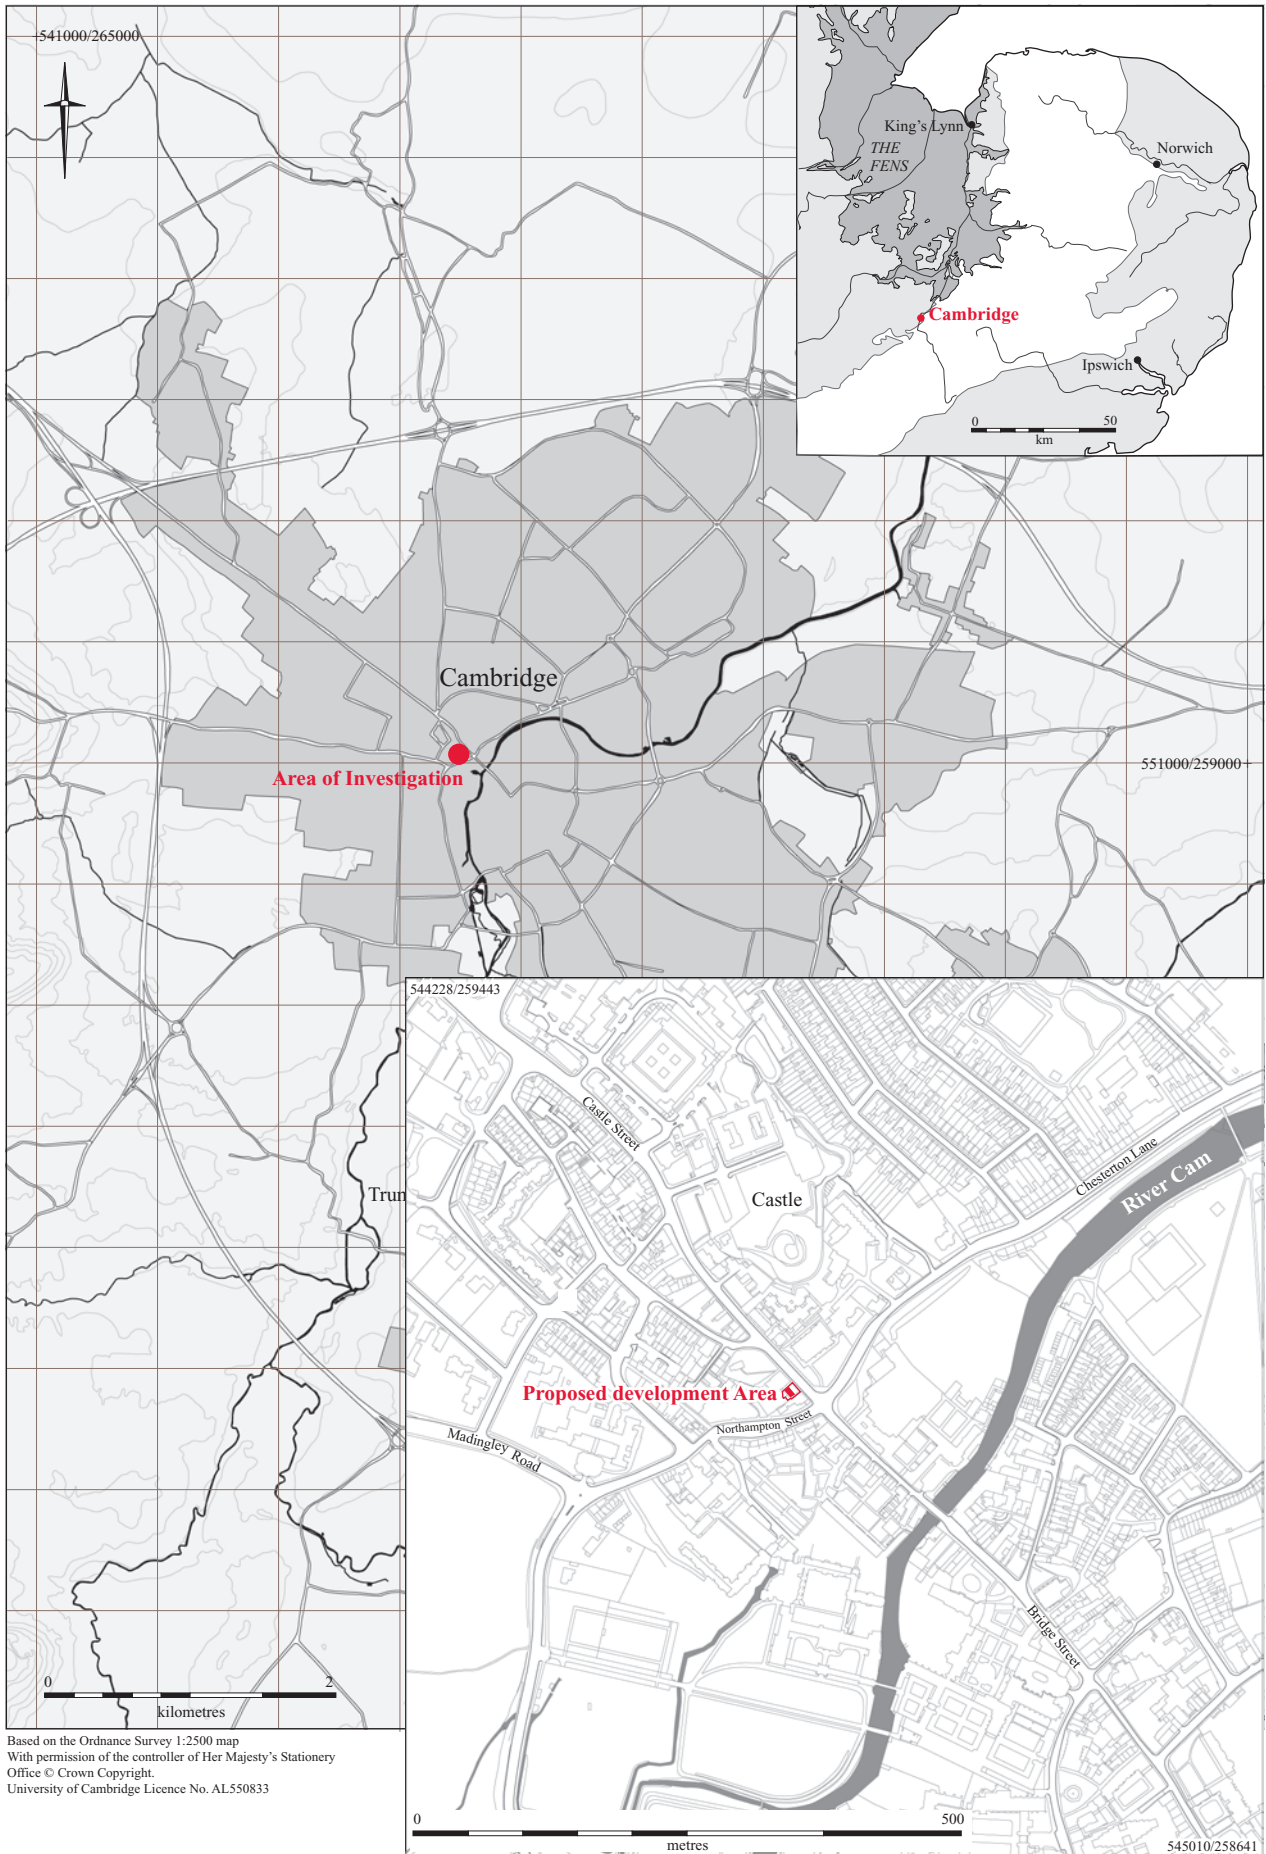 541000/265000
King's Lynn
THE
FENS
Norwich
Cambridge
Ipswich
0 50
km
Cambridge
Area of Investigation
551000/259000
Trum
544228/259443
Castle Street
Castle
Chesterton Lane
River Cam
Proposed development Area
Northampton Street
Madingley Road
Bridge Street
0 2
kilometres
0 500
metres
545010/258641
Based on the Ordnance Survey 1:2500 map
With permission of the controller of Her Majesty's Stationery
Office © Crown Copyright.
University of Cambridge Licence No. AL550833